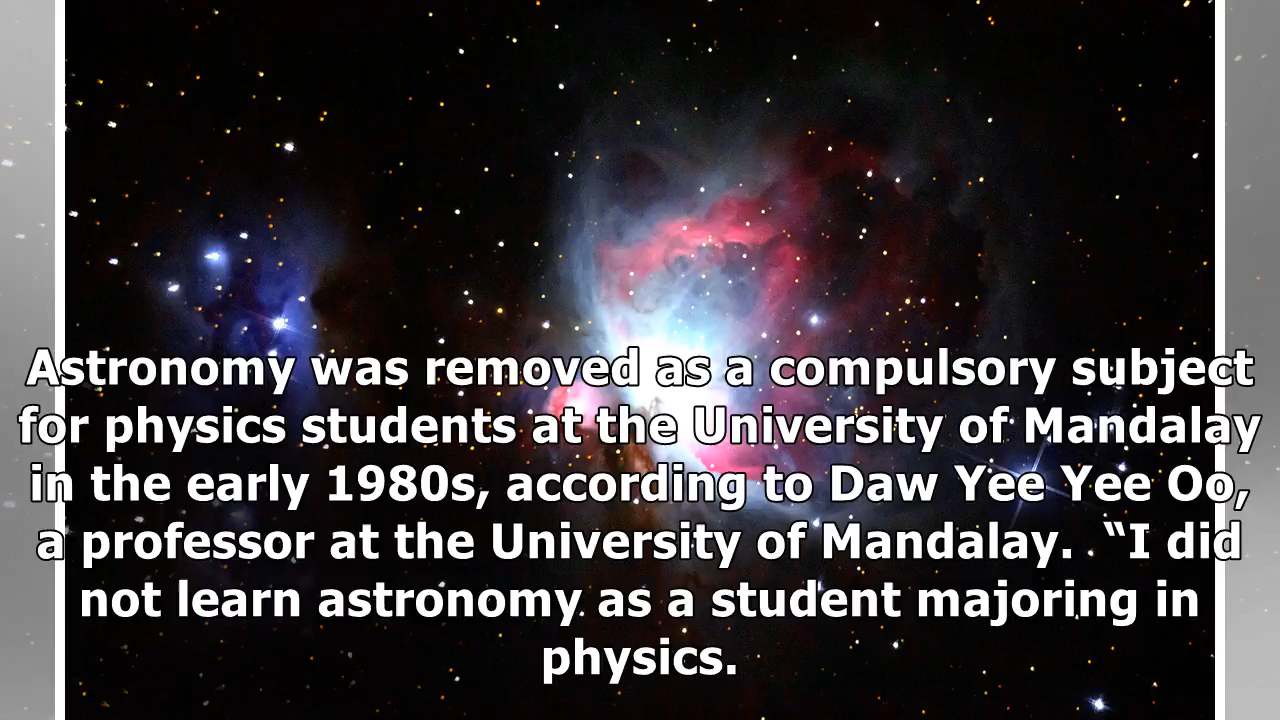 Astronomy was removed as a compulsory subject
for physics students at the University of Mandalay
in the early 1980s, according to Daw Yee Yee Oo,
a professor at the University of Mandalay.  “I did
not learn astronomy as a student majoring in
physics.